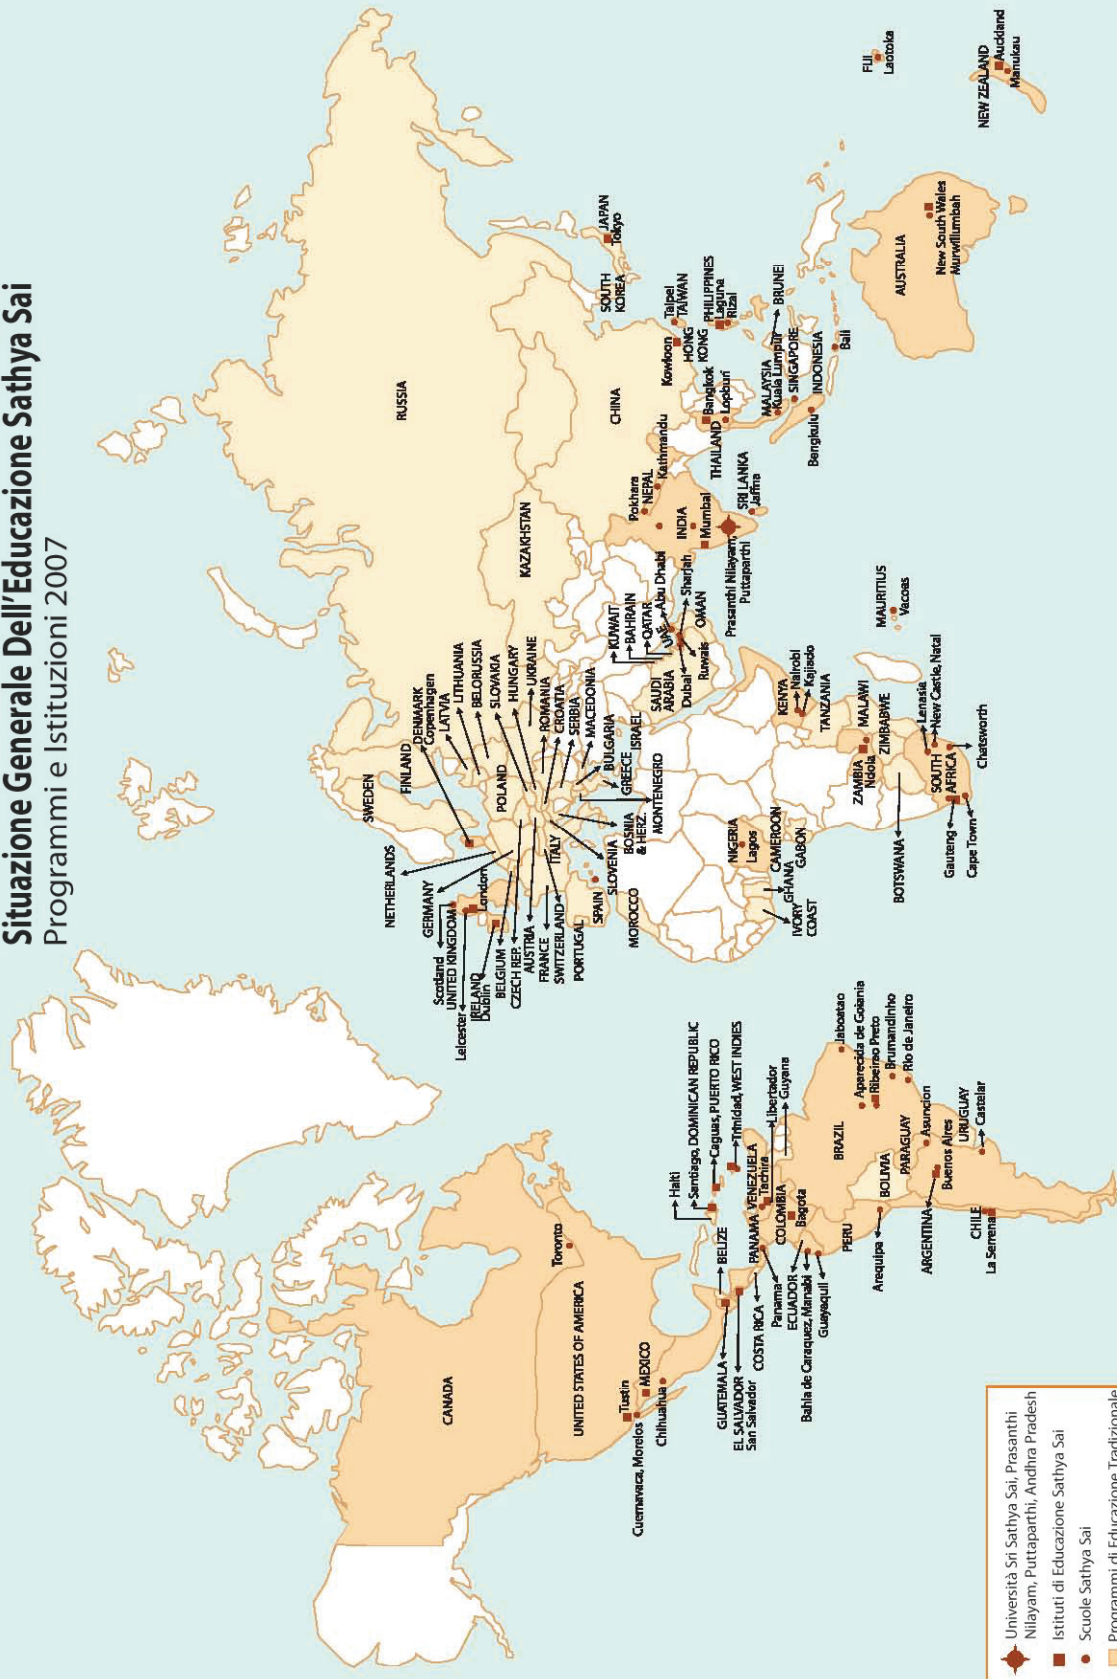 Situazione Generale Dell'Educazione Sathya Sai
Programmi e Istituzioni 2007
CANADA
UNITED STATES OF AMERICA
Toronto
Tustin
MEXICO
Cuernavaca, Morelos
Chihuahua
Haiti
Santiago, DOMINICAN REPUBLIC
Caguas, PUERTO RICO
Trinidad, WEST INDIES
BELIZE
GUATEMALA
EL SALVADOR
San Salvador
COSTA RICA
PANAMA
Panama
VENEZUELA
Tachira
Libertador
Guyana
COLOMBIA
Bagota
ECUADOR
Bahia de Caraquez, Manabi
Guayaquil
PERU
Arequipa
BRAZIL
Jaboatao
Aparecida de Goiania
Ribeirao Preto
Brumandinho
Rio de Janeiro
BOLIVIA
PARAGUAY
Asuncion
ARGENTINA
Buenos Aires
URUGUAY
Castelar
CHILE
La Serrena
SWEDEN
FINLAND
DENMARK
Copenhagen
LATVIA
LITHUANIA
BELORUSSIA
SLOVAKIA
HUNGARY
UKRAINE
ROMANIA
CROATIA
SERBIA
MACEDONIA
BULGARIA
GREECE
ISRAEL
MONTENEGRO
BOSNIA
& HERZ.
SLOVENIA
ITALY
POLAND
NETHERLANDS
GERMANY
Scotland
UNITED KINGDOM
London
Leicester
IRELAND
Dublin
BELGIUM
CZECH REP.
AUSTRIA
FRANCE
SWITZERLAND
PORTUGAL
SPAIN
MOROCCO
RUSSIA
KAZAKHSTAN
CHINA
SOUTH
KOREA
JAPAN
Tokyo
Taipei
TAIWAN
Kowloon
HONG
KONG
PHILIPPINES
Laguna
Rizal
Bangkok
Lopburi
THAILAND
MALAYSIA
Kuala Lumpur
BRUNEI
SINGAPORE
INDONESIA
Bengkulu
Bali
Kathmandu
Pokhara
NEPAL
INDIA
Mumbai
SRI LANKA
Jaffna
Prasanthi Nilayam,
Puttaparthi
KUWAIT
BAHRAIN
QATAR
UAE
Abu Dhabi
Sharjah
OMAN
SAUDI
ARABIA
Dubai
Ruwais
NIGERIA
Lagos
CAMEROON
GABON
GHANA
IVORY
COAST
KENYA
Nairobi
Kajiado
TANZANIA
MALAWI
ZAMBIA
Ndola
ZIMBABWE
BOTSWANA
Lenasia
New Castle, Natal
SOUTH
AFRICA
Chatsworth
Gauteng
Cape Town
MAURITIUS
Vacoas
AUSTRALIA
New South Wales
Murwillumbah
FIJI
Laotoka
NEW ZEALAND
Auckland
Manukau
Università Sri Sathya Sai, Prasanthi
Nilayam, Puttaparthi, Andhra Pradesh
Istituti di Educazione Sathya Sai
Scuole Sathya Sai
Programmi di Educazione Tradizionale